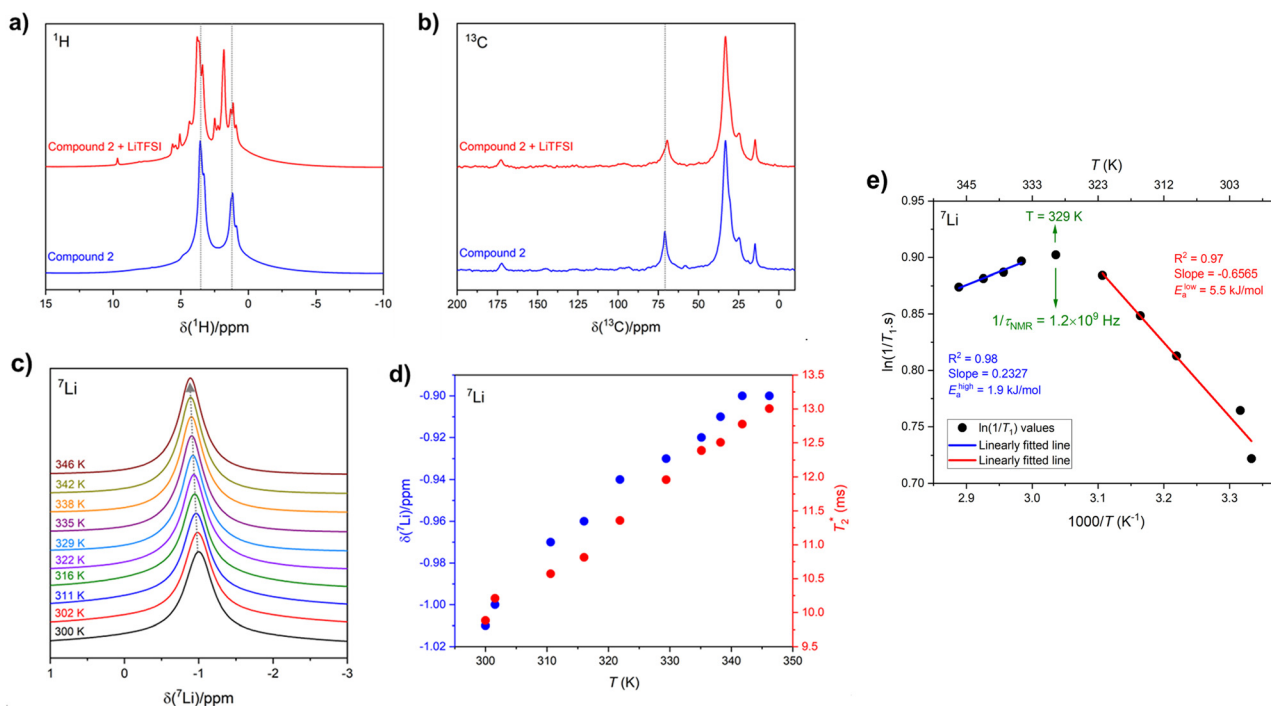 a)
¹H
Compound 2 + LiTFSI
Compound 2
15 10 5 0 -5 -10
δ(¹H)/ppm
b)
¹³C
Compound 2 + LiTFSI
Compound 2
200 175 150 125 100 75 50 25 0
δ(¹³C)/ppm
c)
⁷Li
346 K
342 K
338 K
335 K
329 K
322 K
316 K
311 K
302 K
300 K
1 0 -1 -2 -3
δ(⁷Li)/ppm
d)
⁷Li
δ(⁷Li)/ppm
-0.90
-0.92
-0.94
-0.96
-0.98
-1.00
-1.02
13.5
13.0
12.5
12.0
11.5
11.0
10.5
10.0
9.5
T₂* (ms)
300 310 320 330 340 350
T (K)
e)
T (K)
345 333 323 312 303
⁷Li
T = 329 K
1/τNMR = 1.2×10⁹ Hz
R² = 0.97
Slope = -0.6565
Eₐˡᵒʷ = 5.5 kJ/mol
R² = 0.98
Slope = 0.2327
Eₐʰⁱᵍʰ = 1.9 kJ/mol
ln(1/T₁) values
Linearly fitted line
Linearly fitted line
ln(1/T₁.s)
0.95
0.90
0.85
0.80
0.75
0.70
2.9 3.0 3.1 3.2 3.3
1000/T (K⁻¹)